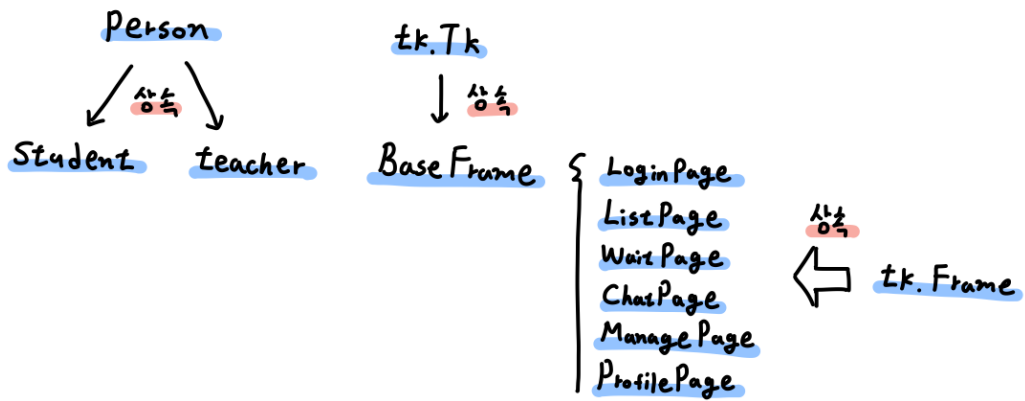 Person
상속
Student
teacher
tk.Tk
상속
BaseFrame
LoginPage
ListPage
WaitPage
ChatPage
ManagePage
ProfilePage
상속
tk.Frame